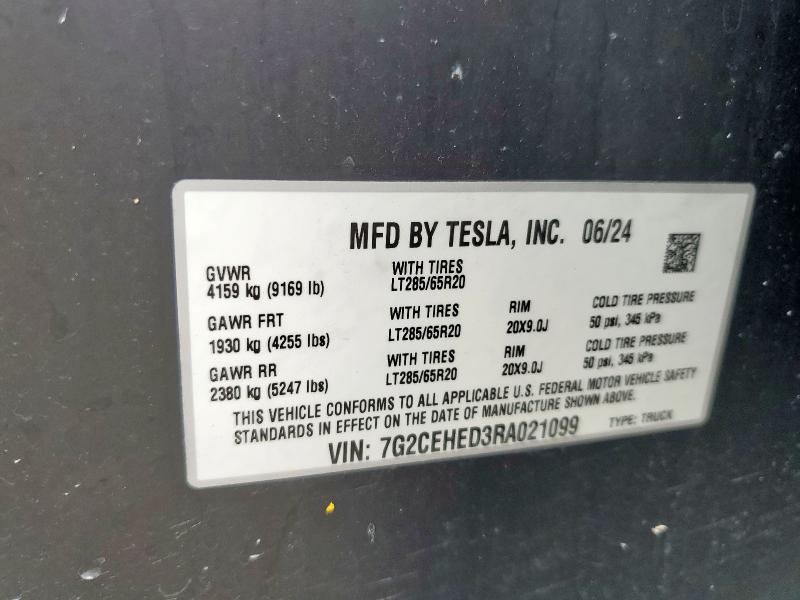 MFD BY TESLA, INC. 06/24
GVWR
4159 kg (9169 lb)
WITH TIRES
LT285/65R20
GAWR FRT
1930 kg (4255 lbs)
WITH TIRES
LT285/65R20
RIM
20X9.0J
COLD TIRE PRESSURE
50 psi, 345 kPa
GAWR RR
2380 kg (5247 lbs)
WITH TIRES
LT285/65R20
RIM
20X9.0J
COLD TIRE PRESSURE
50 psi, 345 kPa
THIS VEHICLE CONFORMS TO ALL APPLICABLE U.S. FEDERAL MOTOR VEHICLE SAFETY
STANDARDS IN EFFECT ON THE DATE OF MANUFACTURE SHOWN ABOVE.
VIN: 7G2CEHED3RA021099
TYPE: TRUCK